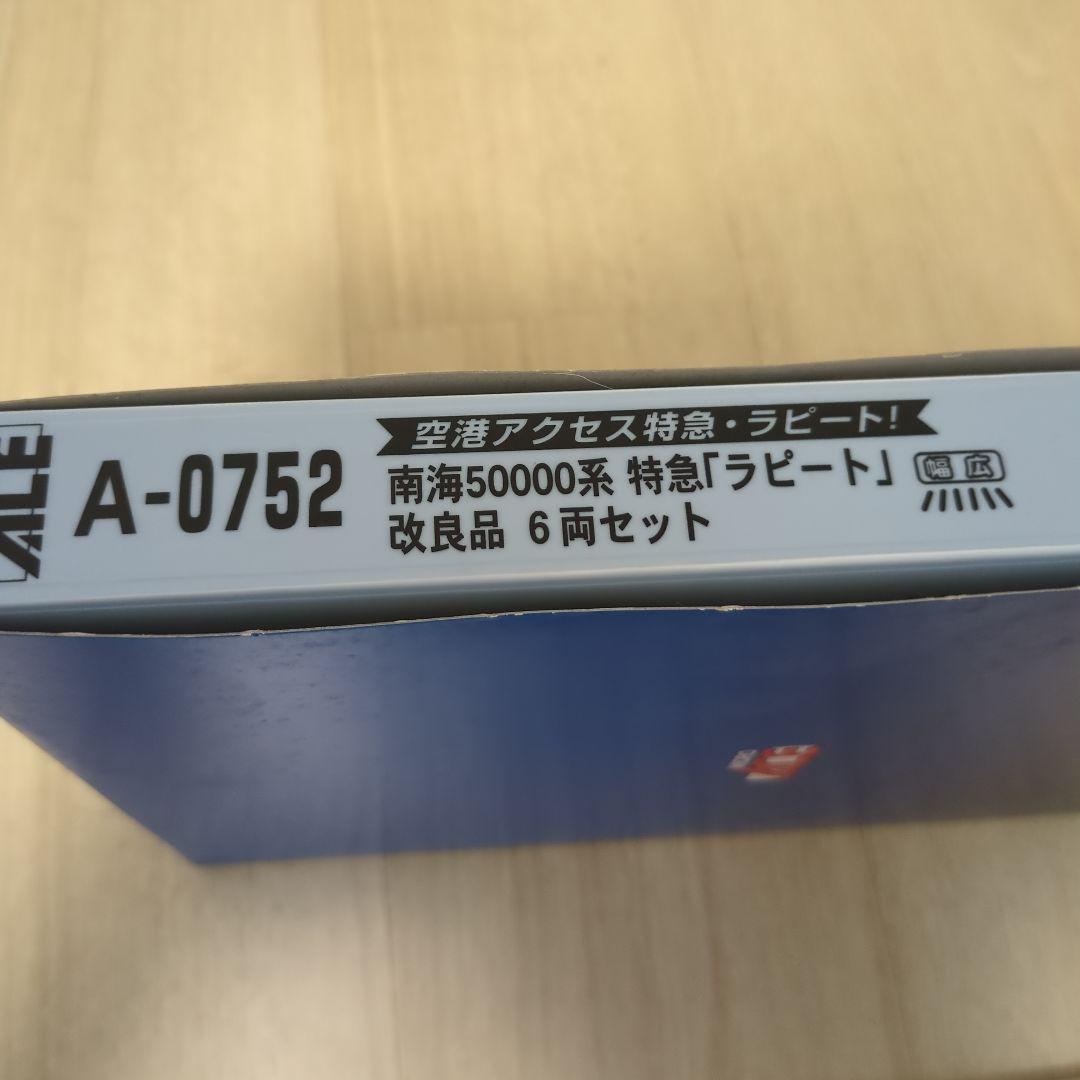 空港アクセス特急・ラピート!
ALE
A-0752
南海50000系 特急「ラピート」
幅広
改良品 6両セット